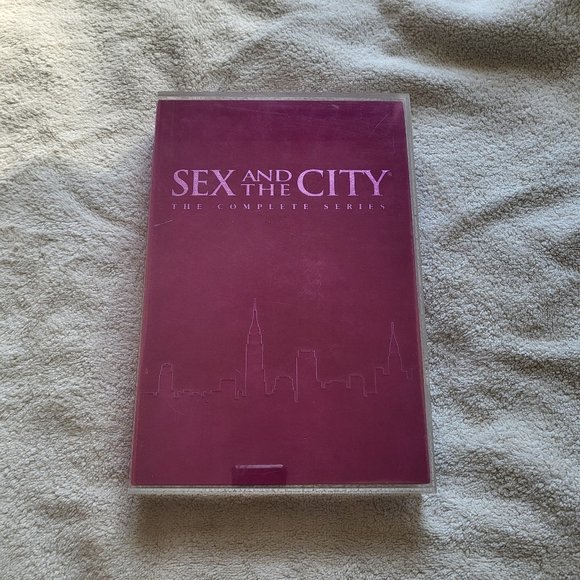 SEX AND THE CITY®
THE COMPLETE SERIES